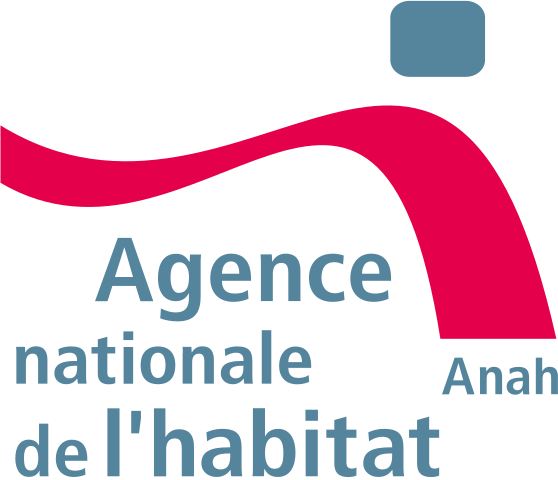 Agence
nationale
Anah
de l'habitat